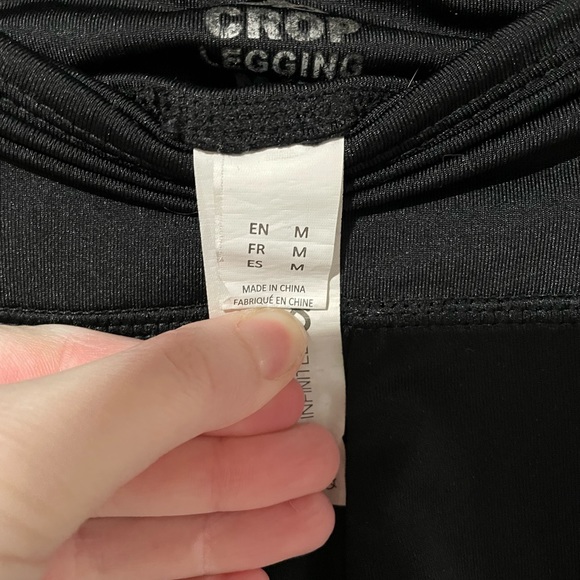 CROP
LEGGING
EN M
FR M
ES M
MADE IN CHINA
FABRIQUÉ EN CHINE